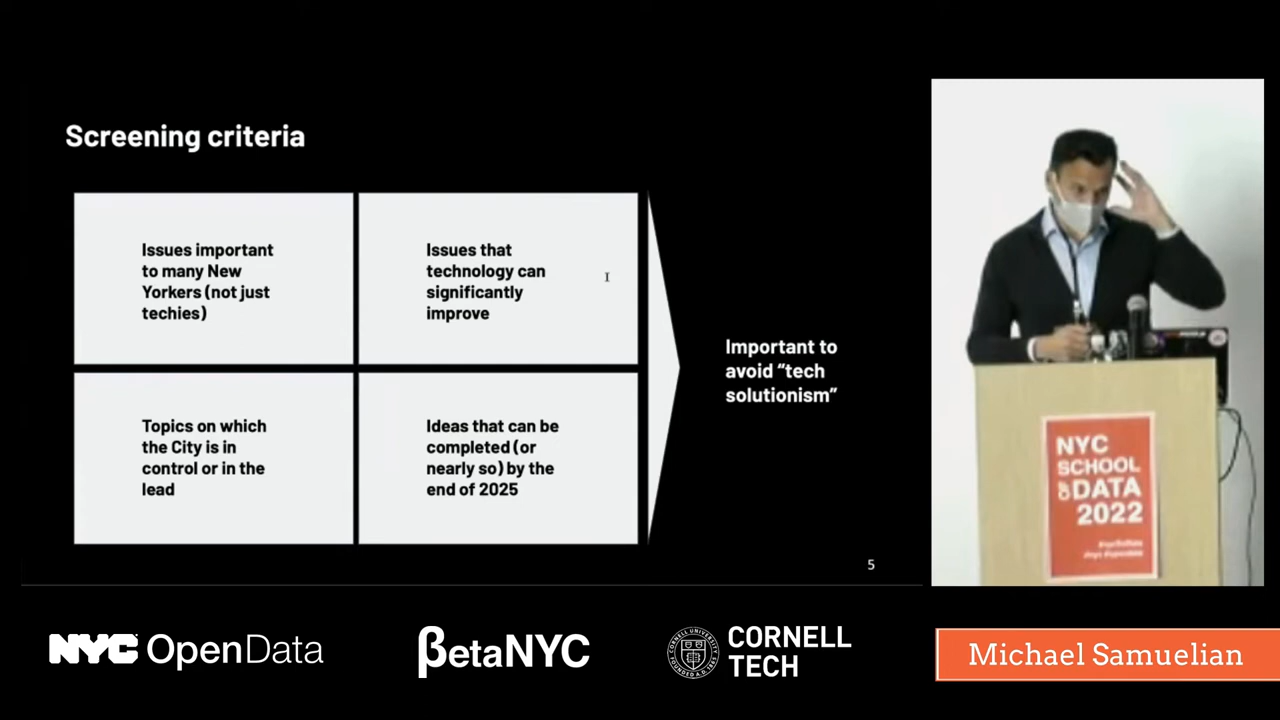 Screening criteria
Issues important
to many New
Yorkers (not just
techies)
Issues that
technology can
significantly
improve
Topics on which
the City is in
control or in the
lead
Ideas that can be
completed (or
nearly so) by the
end of 2025
Important to
avoid “tech
solutionism”
5
NYC
SCHOOL
OF DATA
2022
NYC OpenData
βetaNYC
CORNELL
TECH
Michael Samuelian